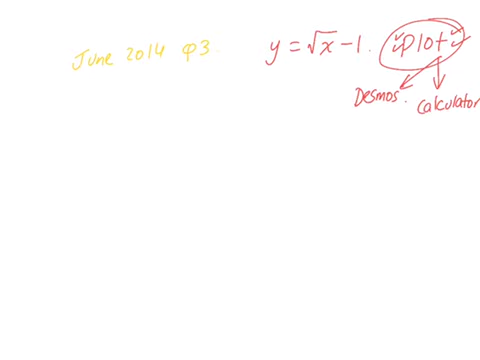 June 2014 Q3.
y = √x - 1. "plot"
Desmos.
Calculator